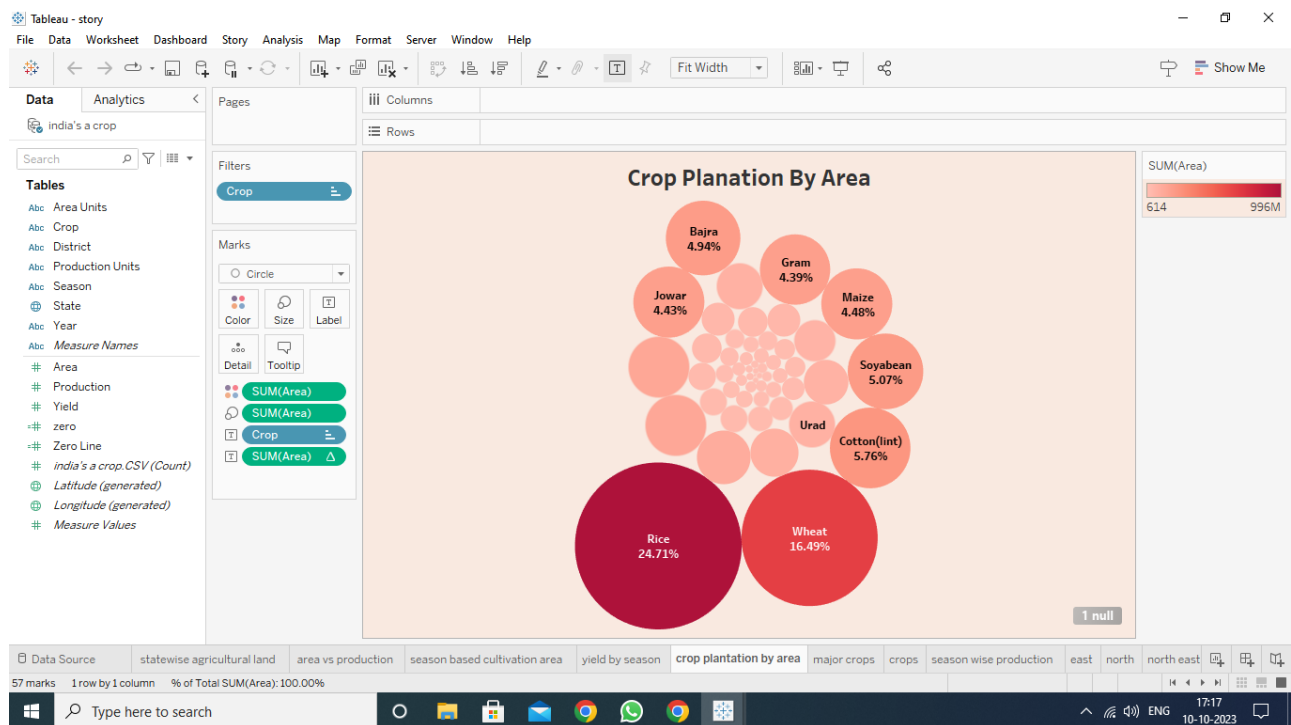 Tableau - story
File Data Worksheet Dashboard Story Analysis Map Format Server Window Help
Fit Width
Show Me
Data Analytics
india's a crop
Search
Tables
Abc Area Units
Abc Crop
Abc District
Abc Production Units
Abc Season
State
Abc Year
Abc Measure Names
# Area
# Production
# Yield
=# zero
=# Zero Line
# india's a crop.CSV (Count)
Latitude (generated)
Longitude (generated)
# Measure Values
Pages
Filters
Crop
Marks
Circle
Color Size Label
Detail Tooltip
SUM(Area)
SUM(Area)
Crop
SUM(Area) Δ
Columns
Rows
Crop Planation By Area
Bajra
4.94%
Gram
4.39%
Jowar
4.43%
Maize
4.48%
Soyabean
5.07%
Urad
Cotton(lint)
5.76%
Rice
24.71%
Wheat
16.49%
1 null
SUM(Area)
614 996M
Data Source statewise agricultural land area vs production season based cultivation area yield by season crop plantation by area major crops crops season wise production east north north east
57 marks 1 row by 1 column % of Total SUM(Area): 100.00%
Type here to search
ENG
17:17
10-10-2023